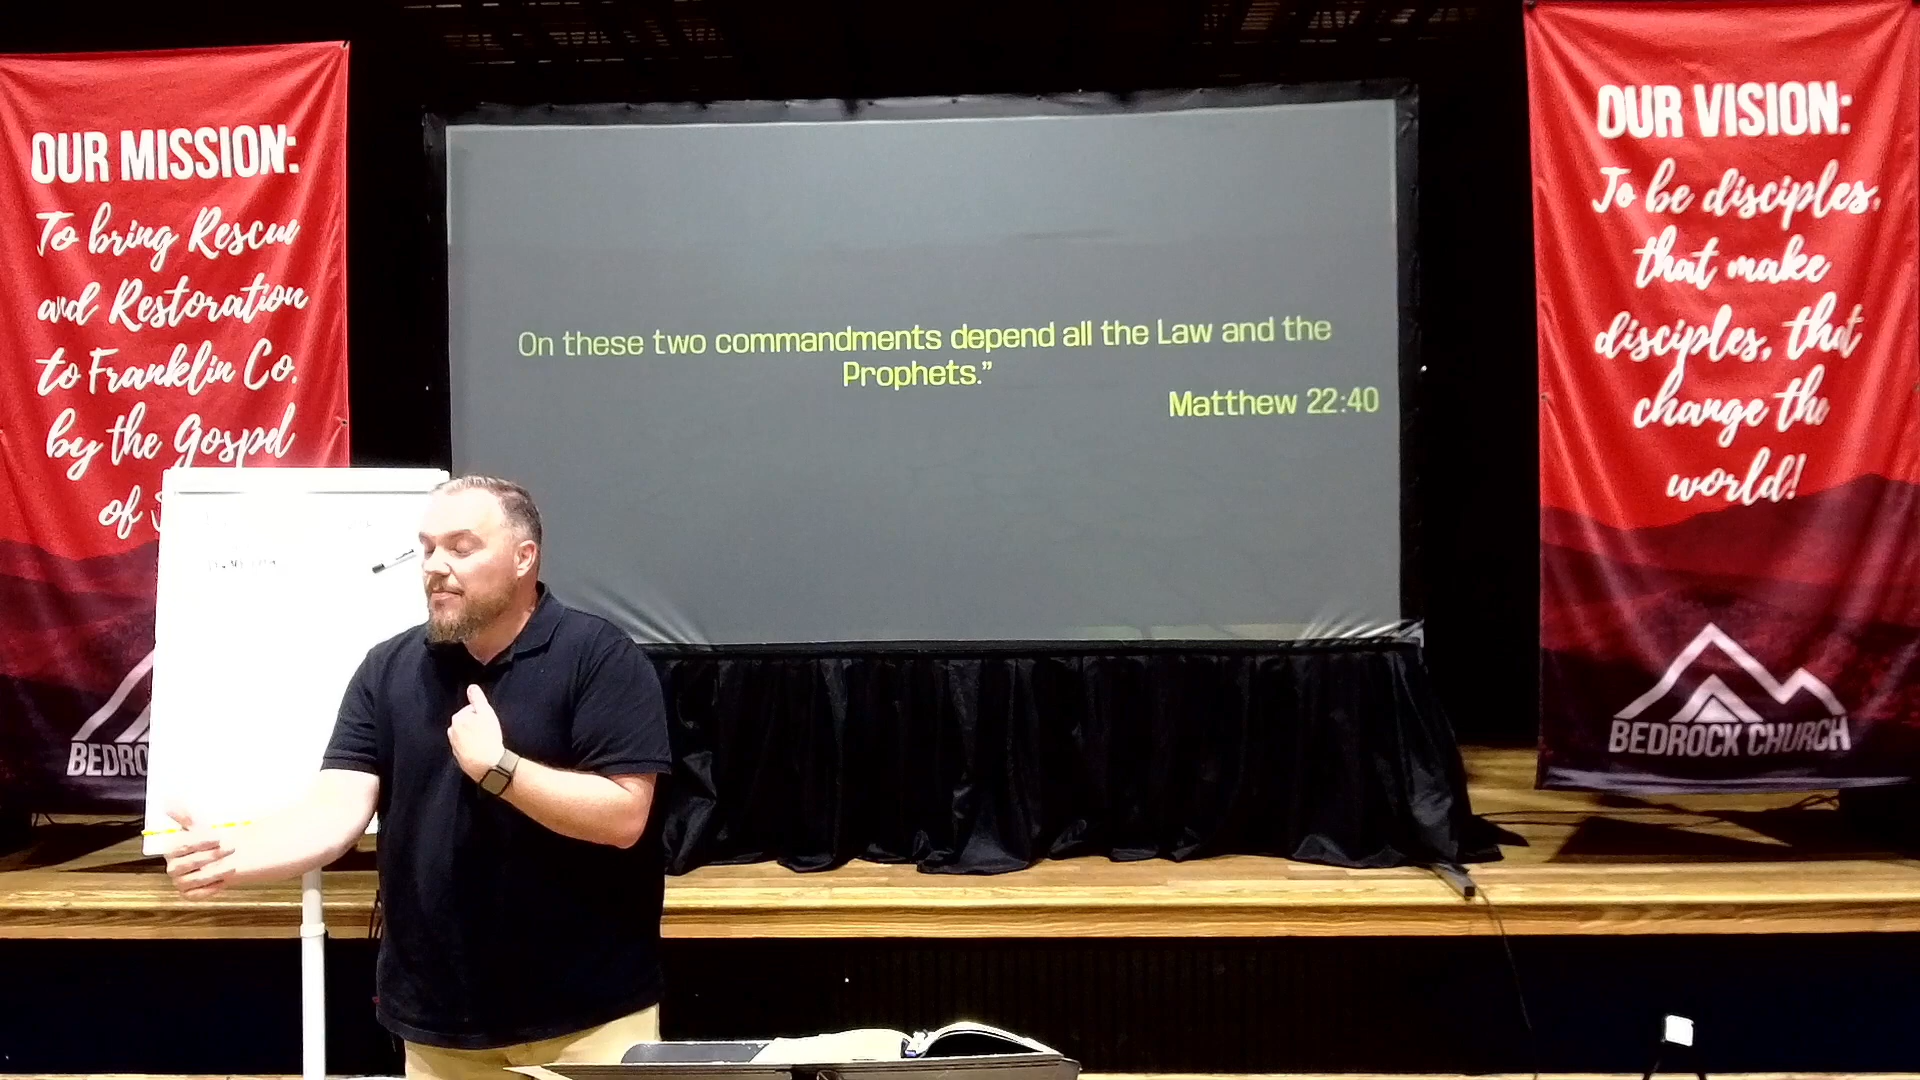 OUR MISSION:
To bring Rescue
and Restoration
to Franklin Co.
by the Gospel
of
BEDRO
On these two commandments depend all the Law and the
Prophets.”
Matthew 22:40
OUR VISION:
To be disciples,
that make
disciples, that
change the
world!
BEDROCK CHURCH